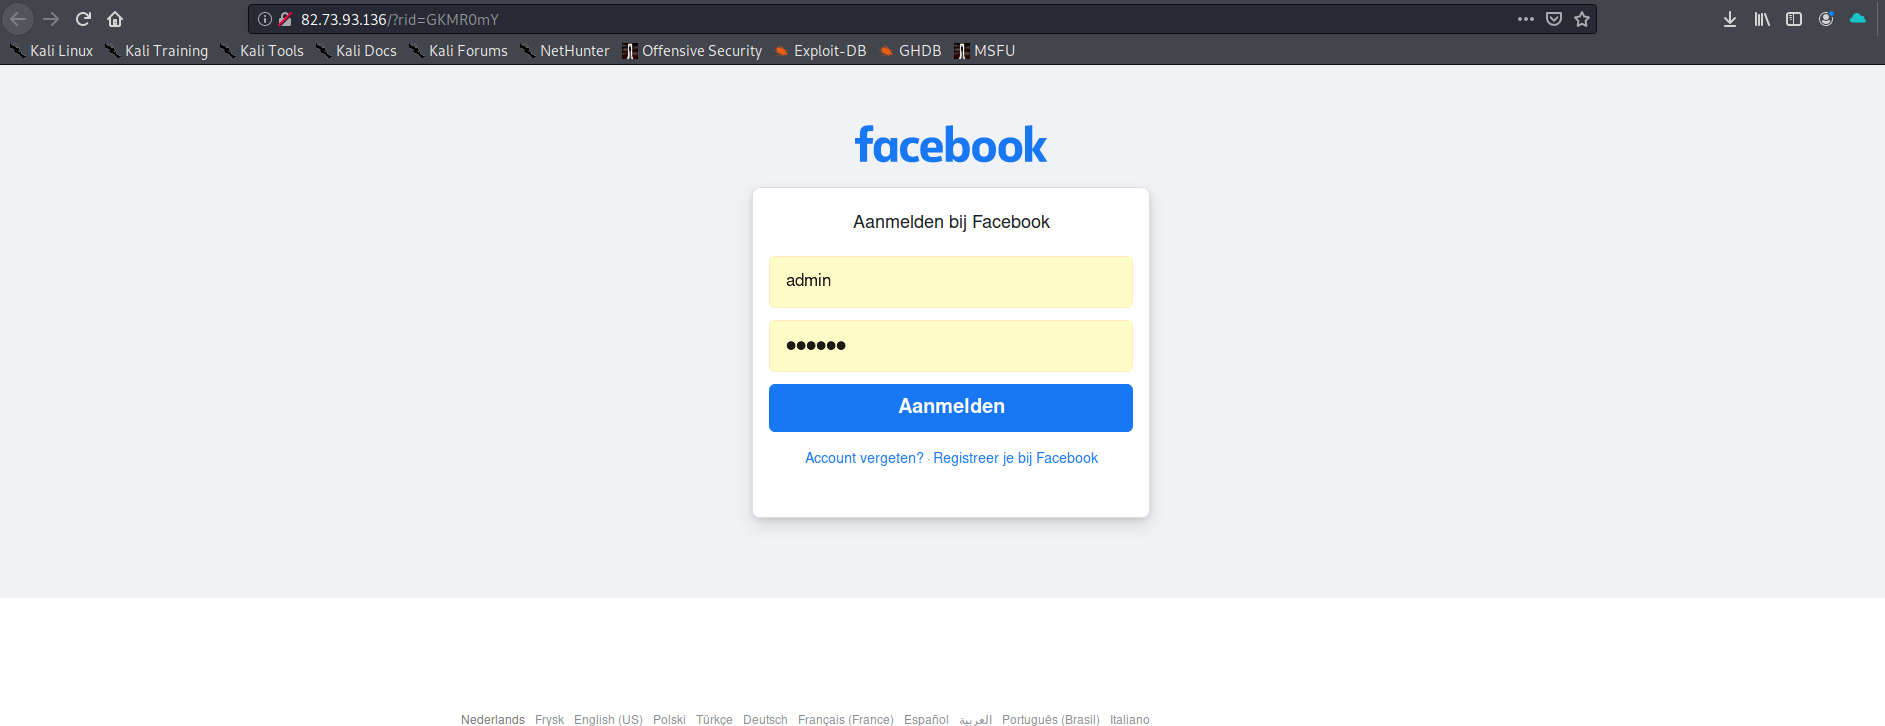 82.73.93.136/?rid=GKMR0mY
Kali Linux Kali Training Kali Tools Kali Docs Kali Forums NetHunter Offensive Security Exploit-DB GHDB MSFU
facebook
Aanmelden bij Facebook
admin
••••••
Aanmelden
Account vergeten? · Registreer je bij Facebook
Nederlands Frysk English (US) Polski Türkçe Deutsch Français (France) Español العربية Português (Brasil) Italiano